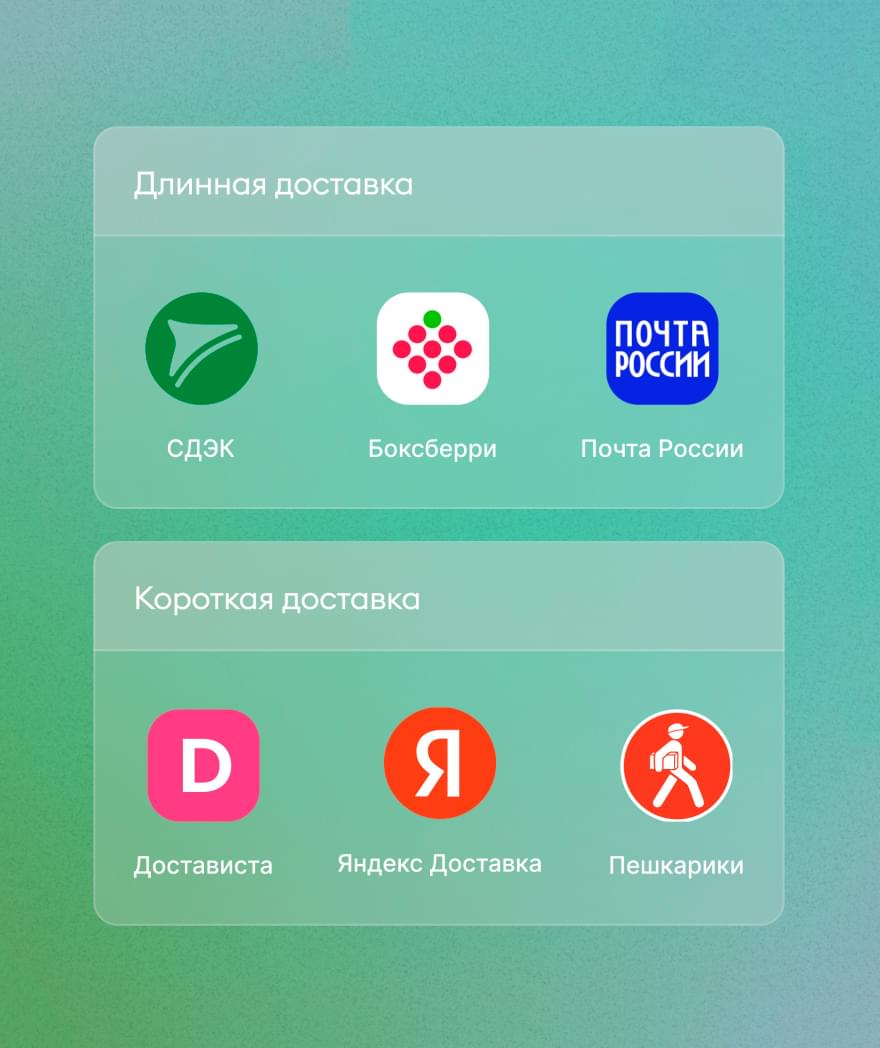 Длинная доставка
ПОЧТА
РОССИИ
СДЭК
Боксберри
Почта России
Короткая доставка
D
Я
Достависта
Яндекс Доставка
Пешкарики